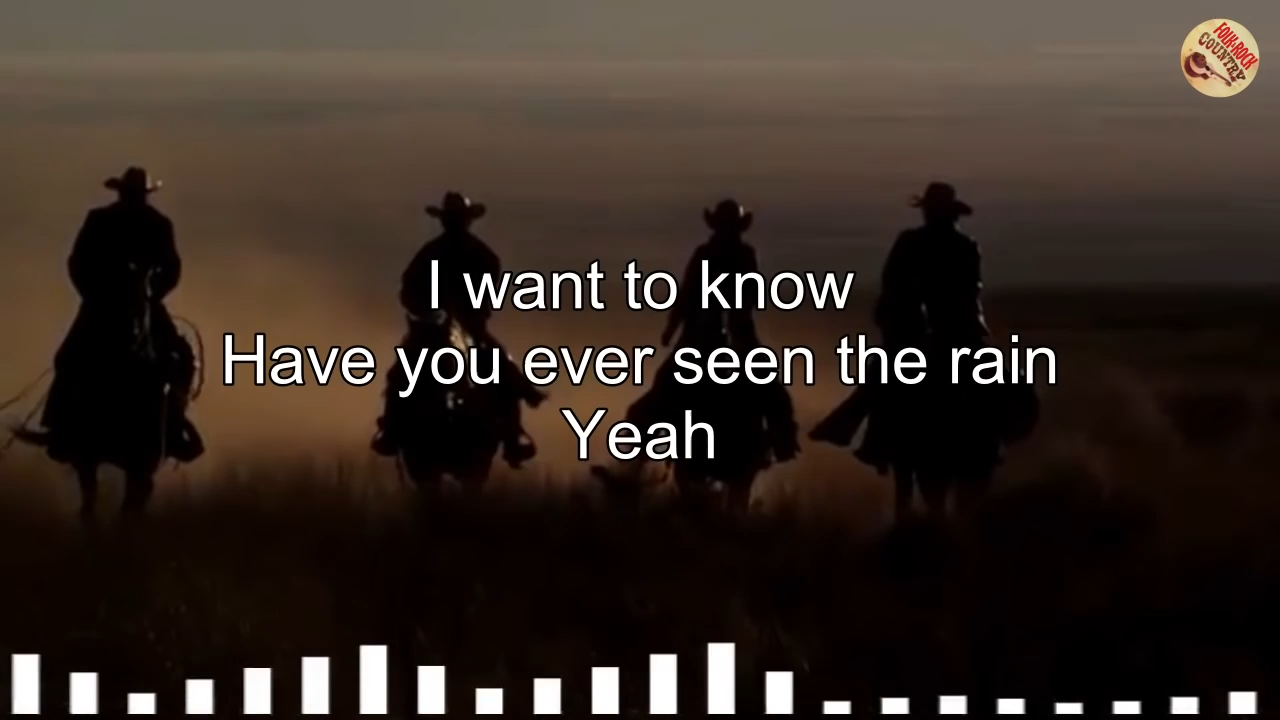 FOLK-ROCK
COUNTRY
I want to know
Have you ever seen the rain
Yeah